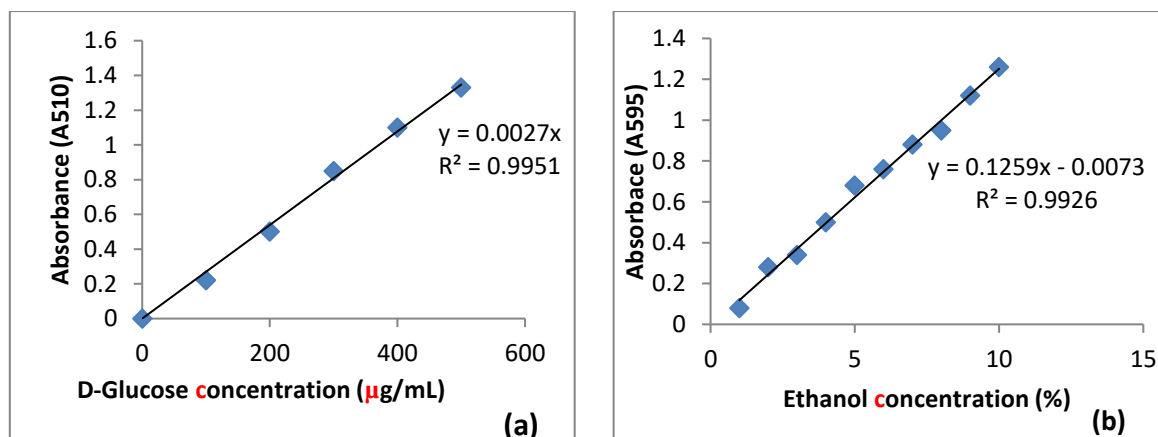 1.6
1.4
1.2
1
0.8
0.6
0.4
0.2
0
Absorbance (A510)
y = 0.0027x
R² = 0.9951
0 200 400 600
D-Glucose concentration (µg/mL)
(a)
1.4
1.2
1
0.8
0.6
0.4
0.2
0
Absorbace (A595)
y = 0.1259x - 0.0073
R² = 0.9926
0 5 10 15
Ethanol concentration (%)
(b)